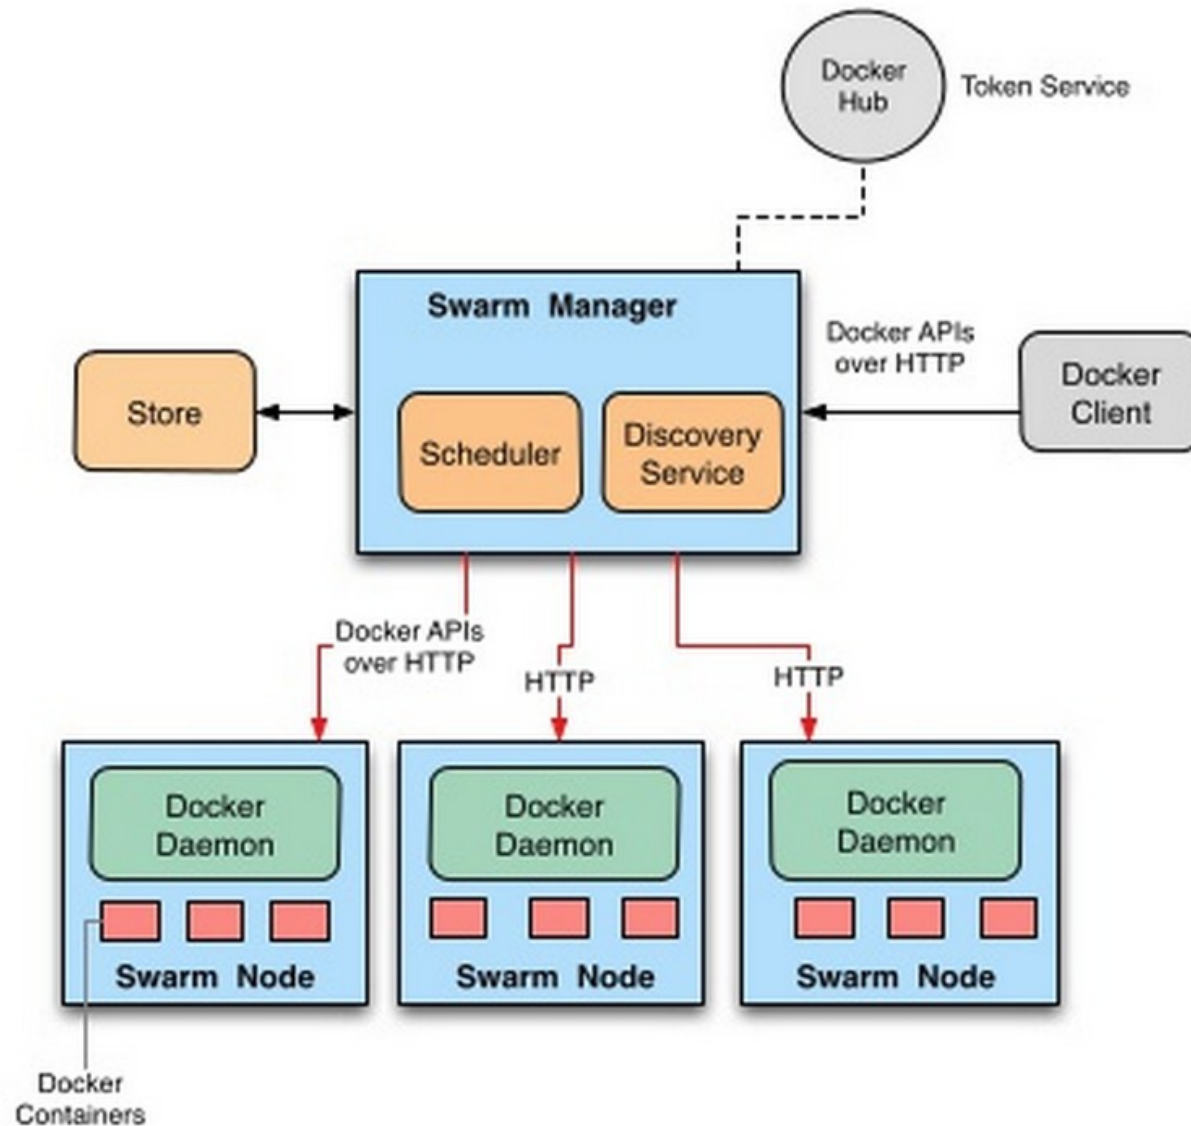 Docker
Hub
Token Service
Swarm Manager
Docker APIs
over HTTP
Docker
Client
Store
Scheduler
Discovery
Service
Docker APIs
over HTTP
HTTP
HTTP
Docker
Daemon
Docker
Daemon
Docker
Daemon
Swarm Node
Swarm Node
Swarm Node
Docker
Containers